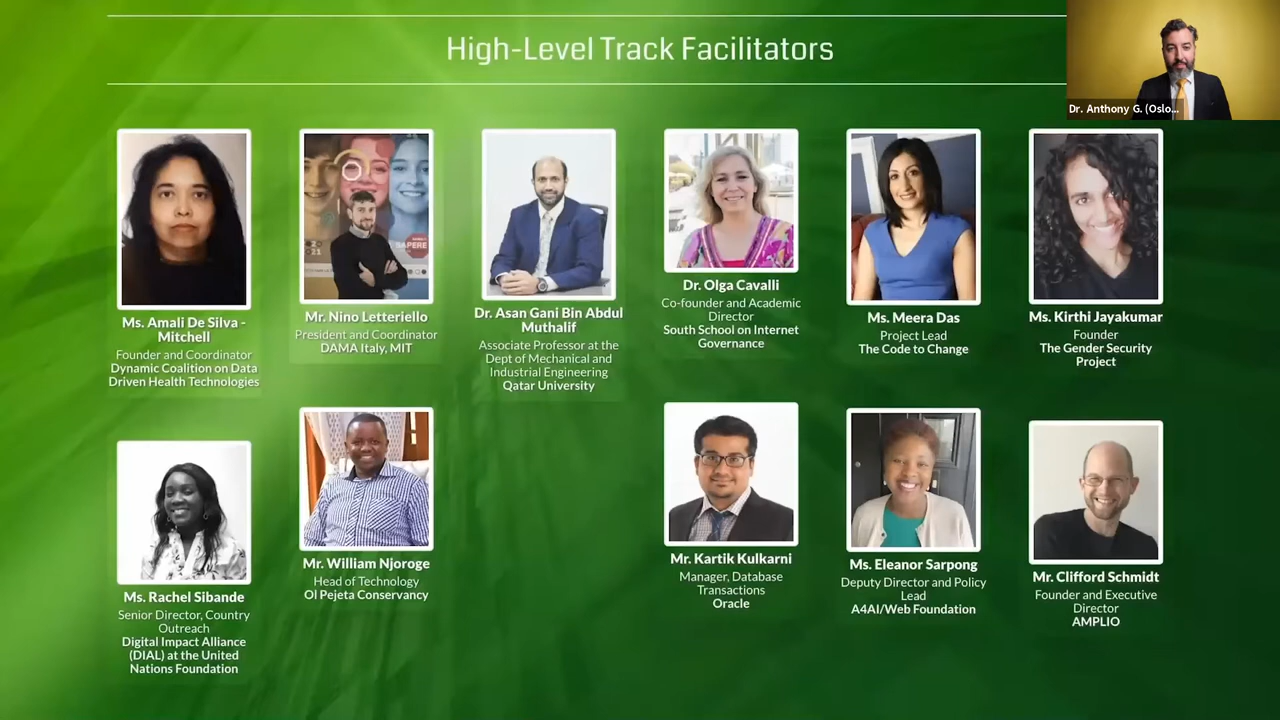 High-Level Track Facilitators
Dr. Anthony G. (Oslo...
Ms. Amali De Silva -
Mitchell
Founder and Coordinator
Dynamic Coalition on Data
Driven Health Technologies
Mr. Nino Letteriello
President and Coordinator
DAMA Italy, MIT
Dr. Asan Gani Bin Abdul
Muthalif
Associate Professor at the
Dept of Mechanical and
Industrial Engineering
Qatar University
Dr. Olga Cavalli
Co-founder and Academic
Director
South School on Internet
Governance
Ms. Meera Das
Project Lead
The Code to Change
Ms. Kirthi Jayakumar
Founder
The Gender Security
Project
Ms. Rachel Sibande
Senior Director, Country
Outreach
Digital Impact Alliance
(DIAL) at the United
Nations Foundation
Mr. William Njoroge
Head of Technology
Ol Pejeta Conservancy
Mr. Kartik Kulkarni
Manager, Database
Transactions
Oracle
Ms. Eleanor Sarpong
Deputy Director and Policy
Lead
A4AI/Web Foundation
Mr. Clifford Schmidt
Founder and Executive
Director
AMPLIO